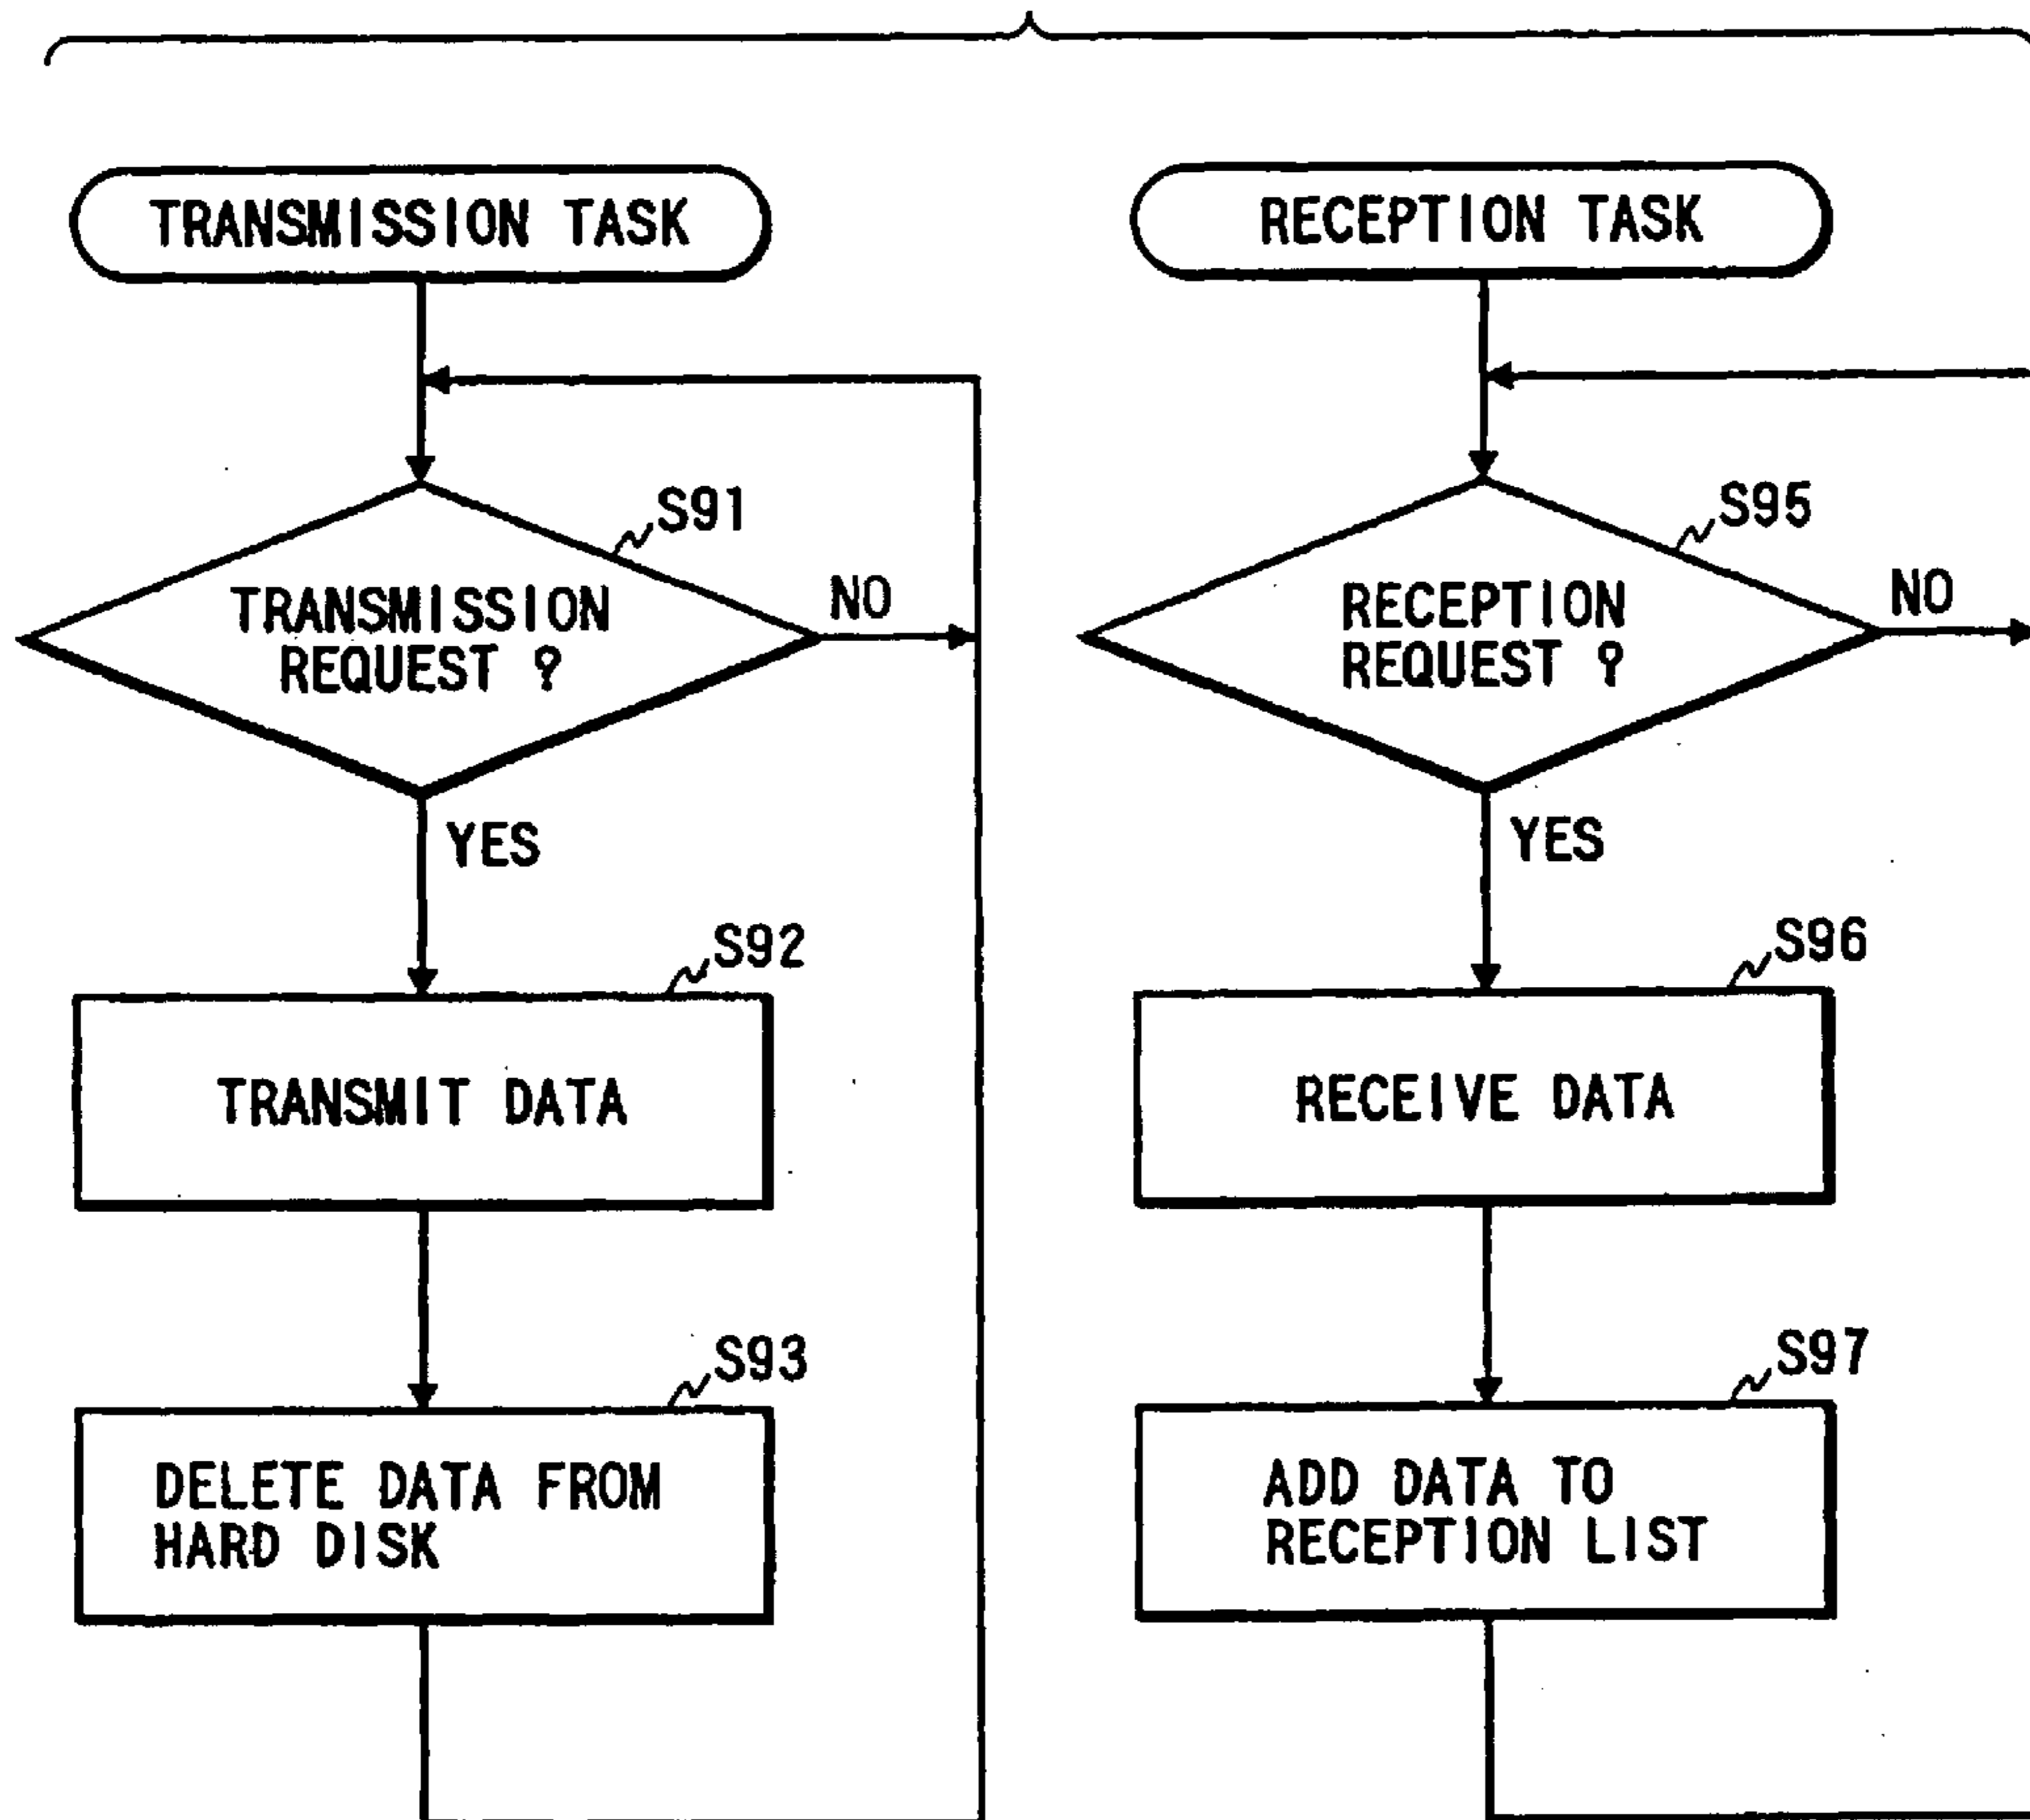 TRANSMISSION TASK
S91
TRANSMISSION
REQUEST ?
NO
YES
S92
TRANSMIT DATA
S93
DELETE DATA FROM
HARD DISK
RECEPTION TASK
S95
RECEPTION
REQUEST ?
NO
YES
S96
RECEIVE DATA
S97
ADD DATA TO
RECEPTION LIST